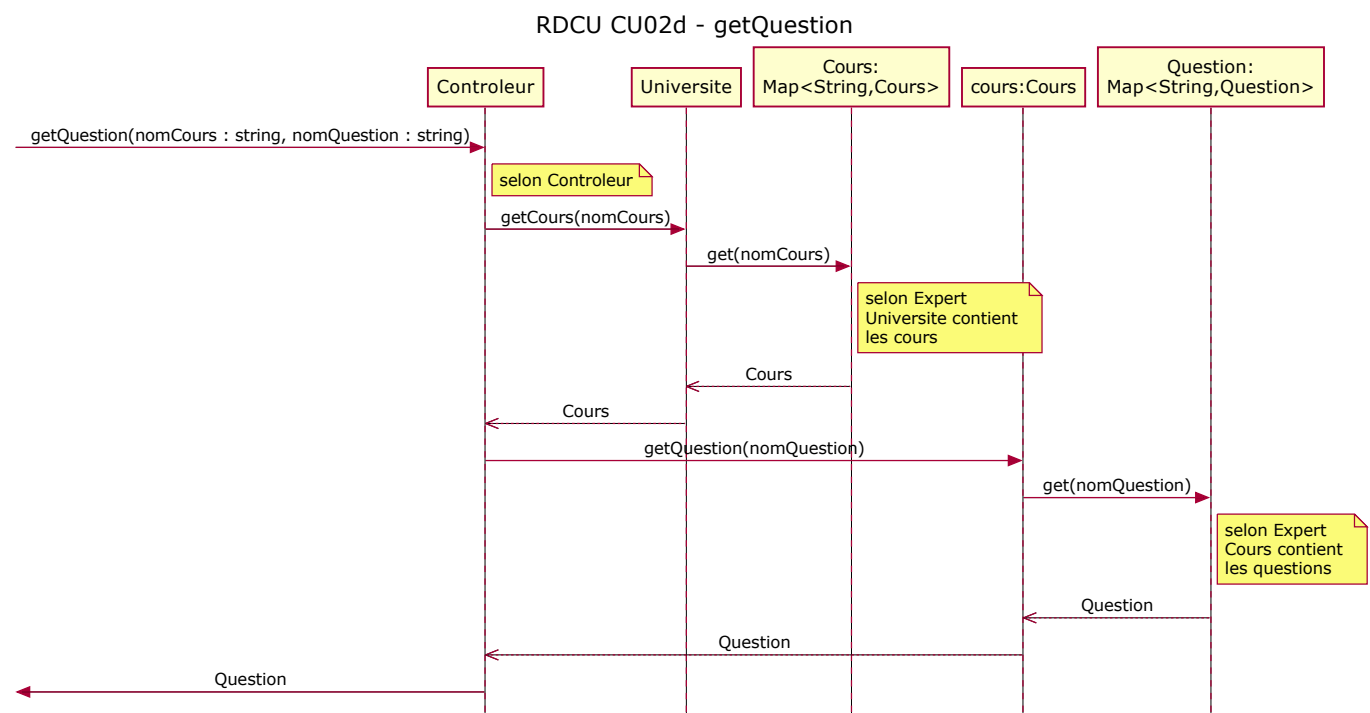 RDCU CU02d - getQuestion
Controleur
Universite
Cours:
Map<String,Cours>
cours:Cours
Question:
Map<String,Question>
getQuestion(nomCours : string, nomQuestion : string)
selon Controleur
getCours(nomCours)
get(nomCours)
selon Expert
Universite contient
les cours
Cours
Cours
getQuestion(nomQuestion)
get(nomQuestion)
selon Expert
Cours contient
les questions
Question
Question
Question